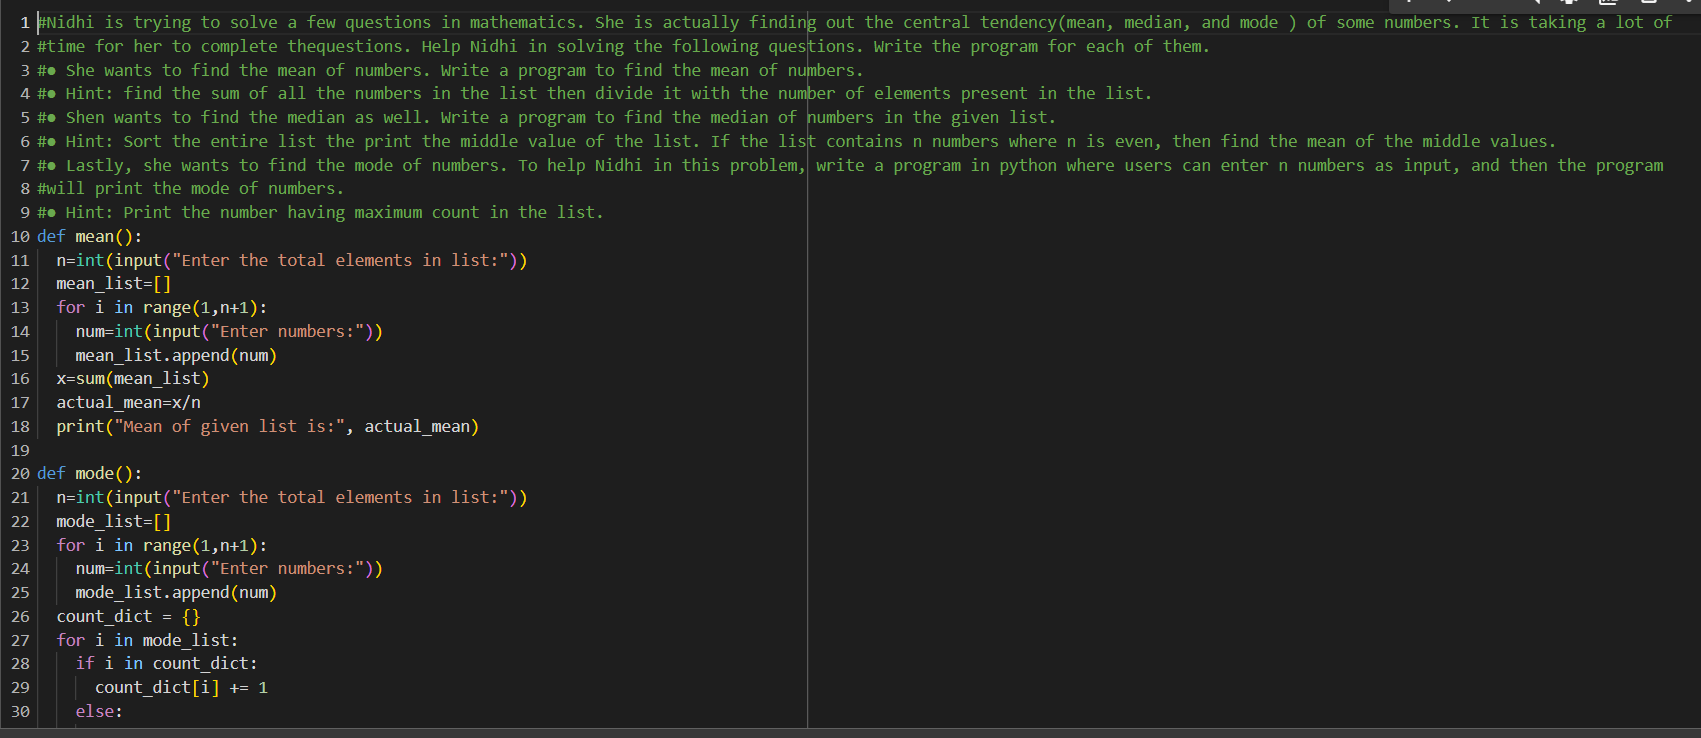 1 #Nidhi is trying to solve a few questions in mathematics. She is actually finding out the central tendency(mean, median, and mode ) of some numbers. It is taking a lot of
2 #time for her to complete thequestions. Help Nidhi in solving the following questions. Write the program for each of them.
3 #● She wants to find the mean of numbers. Write a program to find the mean of numbers.
4 #● Hint: find the sum of all the numbers in the list then divide it with the number of elements present in the list.
5 #● Shen wants to find the median as well. Write a program to find the median of numbers in the given list.
6 #● Hint: Sort the entire list the print the middle value of the list. If the list contains n numbers where n is even, then find the mean of the middle values.
7 #● Lastly, she wants to find the mode of numbers. To help Nidhi in this problem, write a program in python where users can enter n numbers as input, and then the program
8 #will print the mode of numbers.
9 #● Hint: Print the number having maximum count in the list.
10 def mean():
11   n=int(input("Enter the total elements in list:"))
12   mean_list=[]
13   for i in range(1,n+1):
14     num=int(input("Enter numbers:"))
15     mean_list.append(num)
16   x=sum(mean_list)
17   actual_mean=x/n
18   print("Mean of given list is:", actual_mean)
19
20 def mode():
21   n=int(input("Enter the total elements in list:"))
22   mode_list=[]
23   for i in range(1,n+1):
24     num=int(input("Enter numbers:"))
25     mode_list.append(num)
26   count_dict = {}
27   for i in mode_list:
28     if i in count_dict:
29       count_dict[i] += 1
30     else: